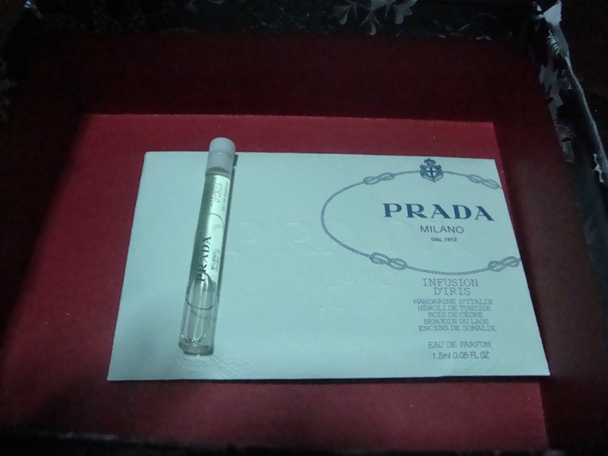 PRADA
MILANO
DAL 1913
INFUSION
D'IRIS
MANDARINE D'ITALIE
NEROLI DE TUNISIE
BOIS DE CÈDRE
BENJOIN DU LAOS
ENCENS DE SOMALIE
EAU DE PARFUM
1.5ml 0.05 FL OZ
PRADA